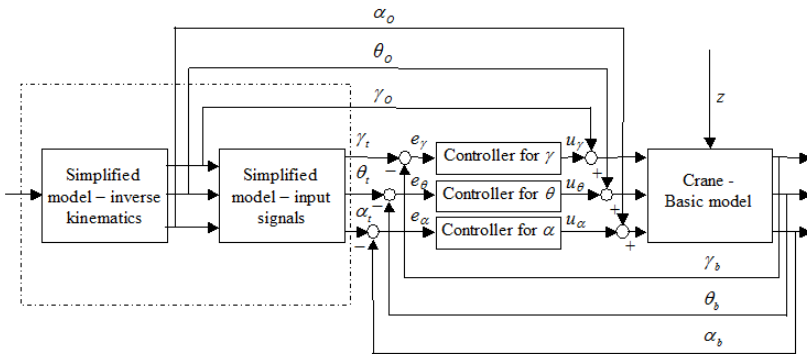 α_O
θ_O
γ_O
z
Simplified
model – inverse
kinematics
Simplified
model – input
signals
γ_t
θ_t
α_t
e_γ
e_θ
e_α
−
−
−
Controller for γ
Controller for θ
Controller for α
u_γ
u_θ
u_α
+
+
+
+
Crane -
Basic model
γ_b
θ_b
α_b